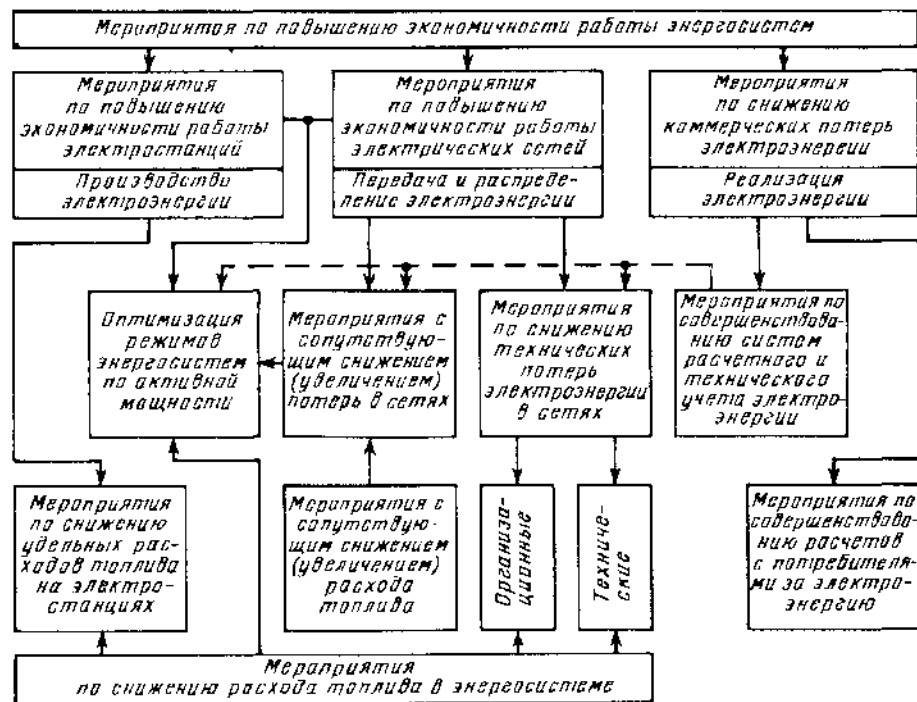 Мероприятия по повышению экономичности работы энергосистем
Мероприятия
по повышению
экономичности работы
электростанций
Производство
электроэнергии
Мероприятия
по повышению
экономичности работы
электрических сетей
Передача и распреде-
ление электроэнергии
Мероприятия
по снижению
коммерческих потерь
электроэнергии
Реализация
электроэнергии
Оптимизация
режимов
энергосистем
по активной
мощности
Мероприятия с
сопутствую-
щим снижением
(увеличением)
потерь в сетях
Мероприятия
по снижению
технических
потерь
электроэнергии
в сетях
Мероприятия по
совершенствова-
нию систем
расчетного и
технического
учета электро-
энергии
Мероприятия
по снижению
удельных рас-
ходов топлива
на электро-
станциях
Мероприятия с
сопутствую-
щим снижением
(увеличением)
расхода
топлива
Организа-
ционные
Техниче-
ские
Мероприятия по
совершенствова-
нию расчетов
с потребителя-
ми за электро-
энергию
Мероприятия
по снижению расхода топлива в энергосистеме